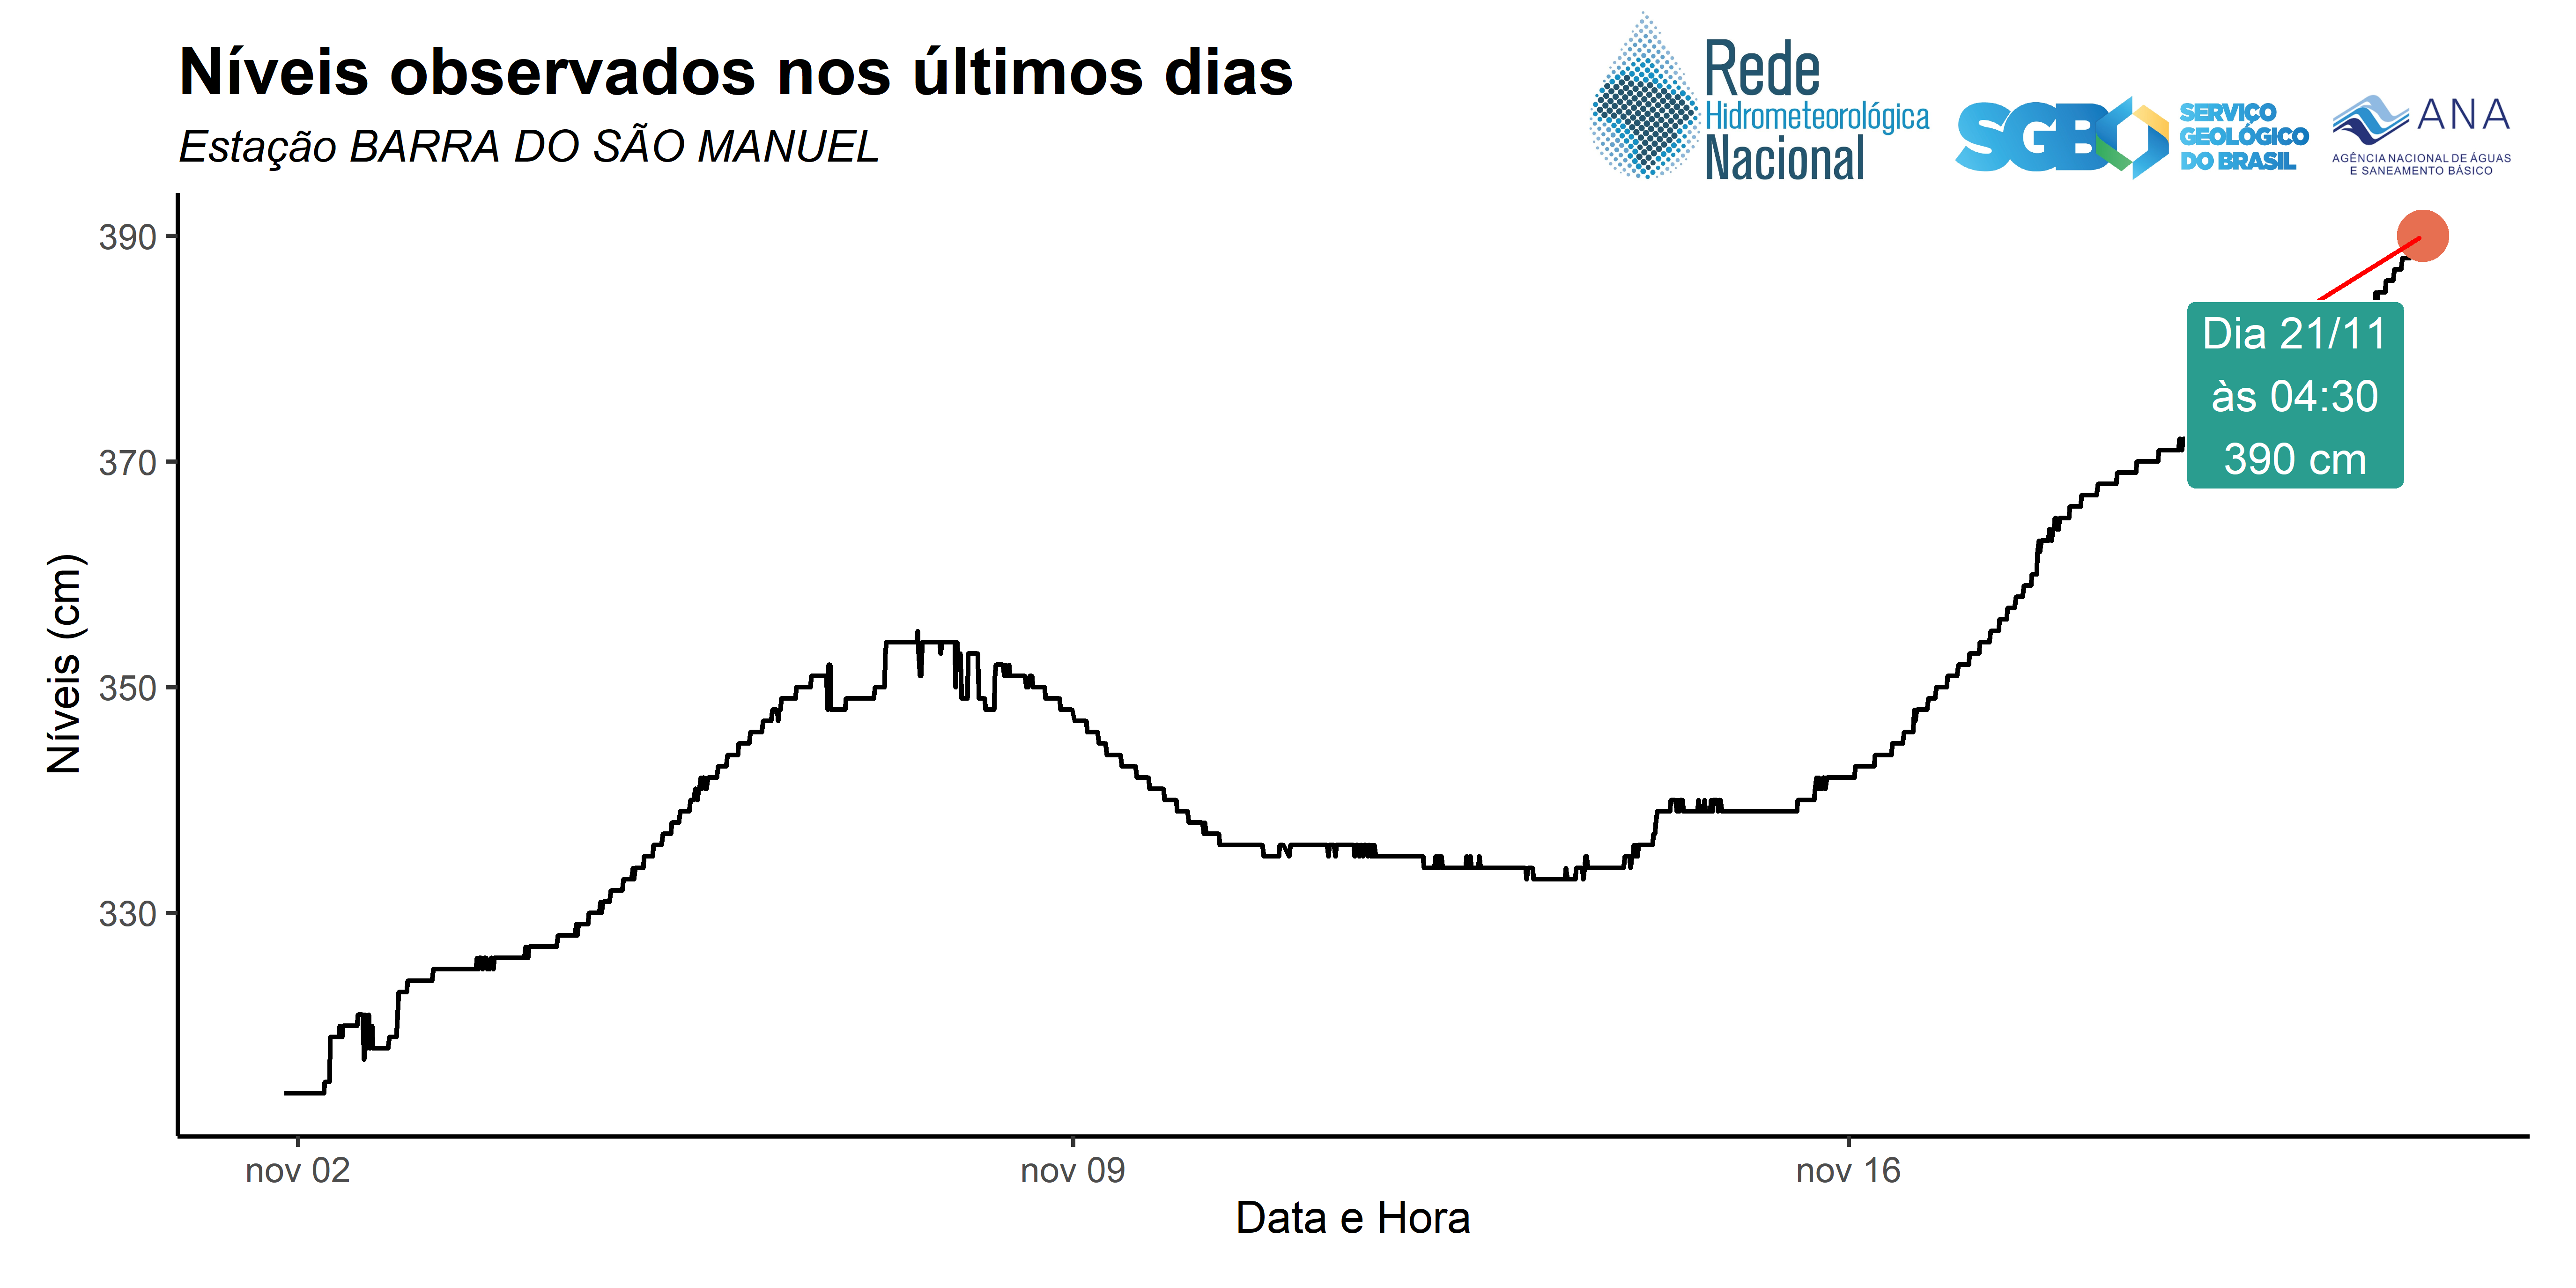 Níveis observados nos últimos dias
Estação BARRA DO SÃO MANUEL
Rede
Hidrometeorológica
Nacional
SGB
SERVIÇO
GEOLÓGICO
DO BRASIL
ANA
AGÊNCIA NACIONAL DE ÁGUAS
E SANEAMENTO BÁSICO
390
370
350
330
Níveis (cm)
Dia 21/11
às 04:30
390 cm
nov 02
nov 09
nov 16
Data e Hora